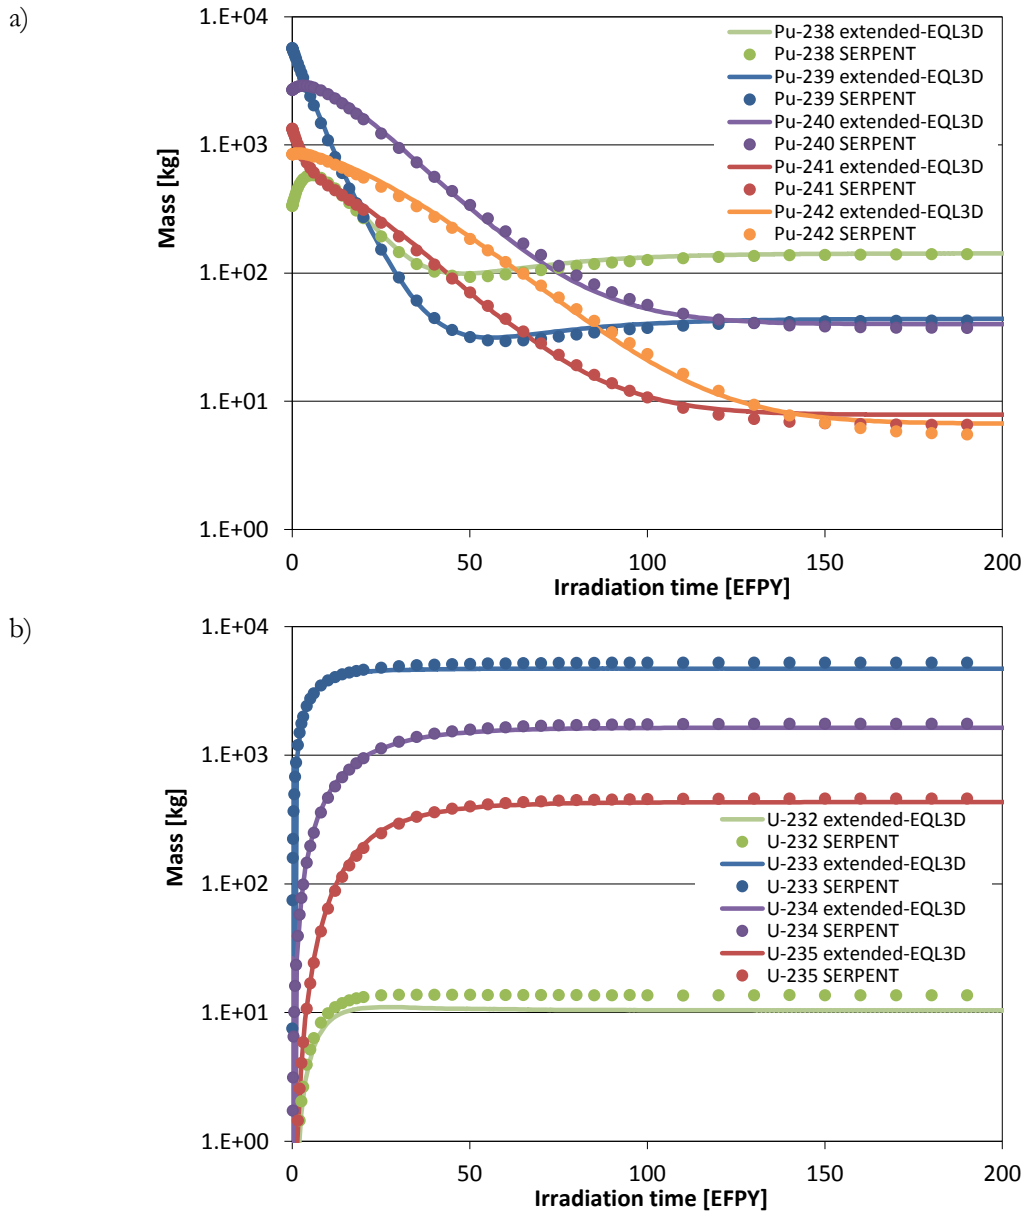 a)
1.E+04
1.E+03
1.E+02
1.E+01
1.E+00
Mass [kg]
Pu-238 extended-EQL3D
Pu-238 SERPENT
Pu-239 extended-EQL3D
Pu-239 SERPENT
Pu-240 extended-EQL3D
Pu-240 SERPENT
Pu-241 extended-EQL3D
Pu-241 SERPENT
Pu-242 extended-EQL3D
Pu-242 SERPENT
0 50 100 150 200
Irradiation time [EFPY]
b)
1.E+04
1.E+03
1.E+02
1.E+01
1.E+00
Mass [kg]
U-232 extended-EQL3D
U-232 SERPENT
U-233 extended-EQL3D
U-233 SERPENT
U-234 extended-EQL3D
U-234 SERPENT
U-235 extended-EQL3D
U-235 SERPENT
0 50 100 150 200
Irradiation time [EFPY]